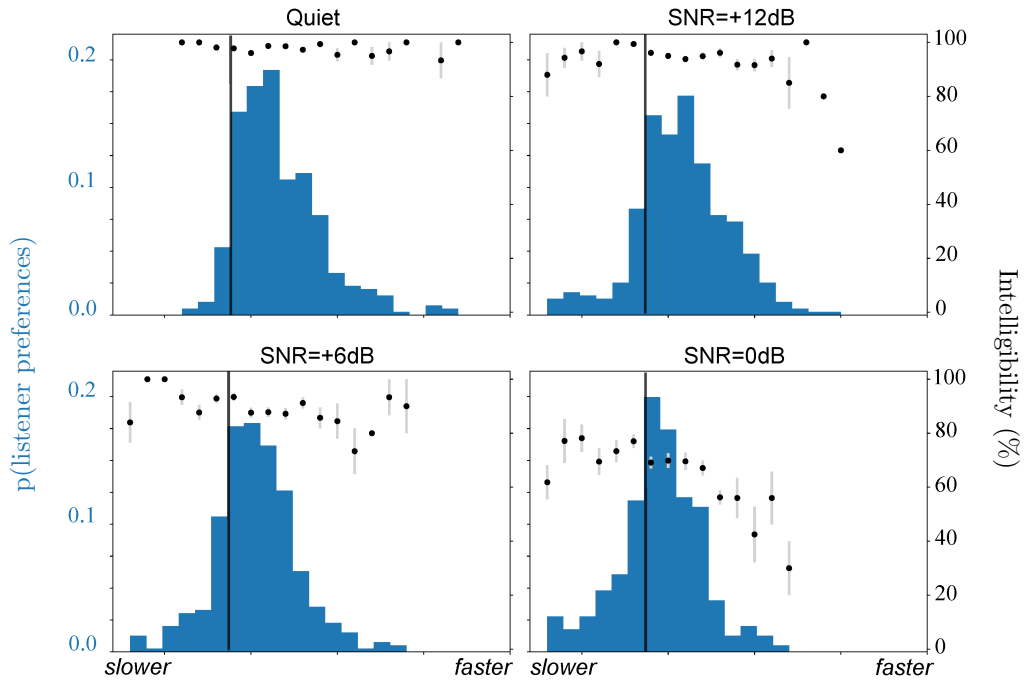 Quiet
SNR=+12dB
0.2
0.1
0.0
100
80
60
40
20
0
SNR=+6dB
SNR=0dB
0.2
0.1
0.0
100
80
60
40
20
0
p(listener preferences)
Intelligibility (%)
slower
faster
slower
faster